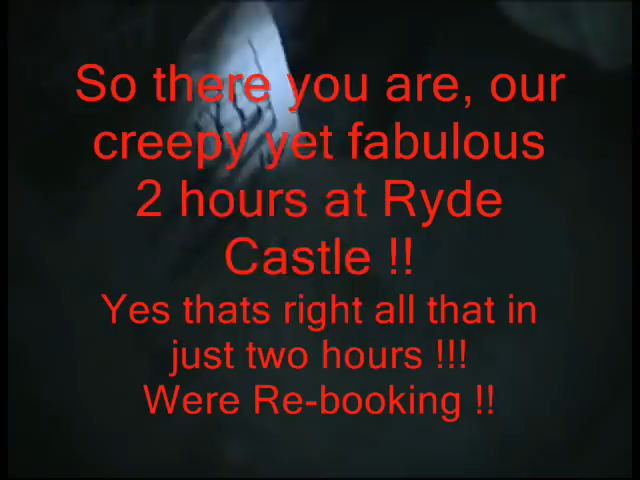 So there you are, our
creepy yet fabulous
2 hours at Ryde
Castle !!
Yes thats right all that in
just two hours !!!
Were Re-booking !!